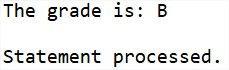 The grade is: B
Statement processed.